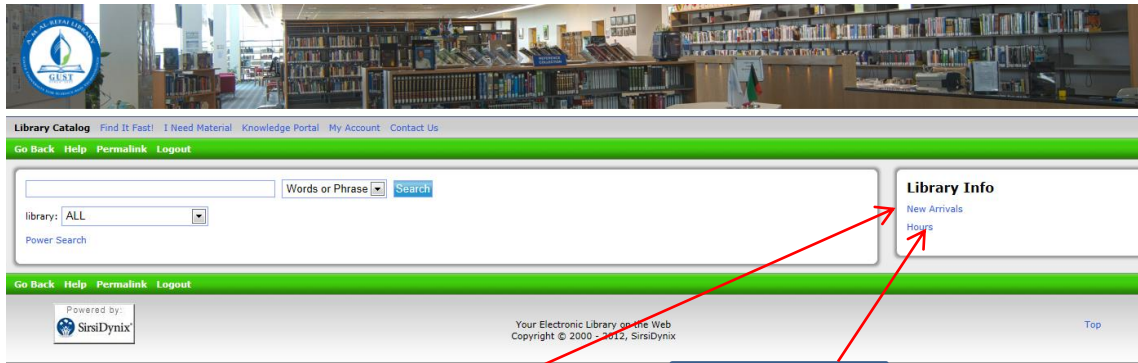 GUST
REFERENCE COLLECTION
Library Catalog Find It Fast! I Need Material Knowledge Portal My Account Contact Us
Go Back Help Permalink Logout
Words or Phrase Search
library: ALL
Power Search
Library Info
New Arrivals
Hours
Go Back Help Permalink Logout
Powered by:
SirsiDynix
Your Electronic Library on the Web
Copyright © 2000 - 2012, SirsiDynix
Top